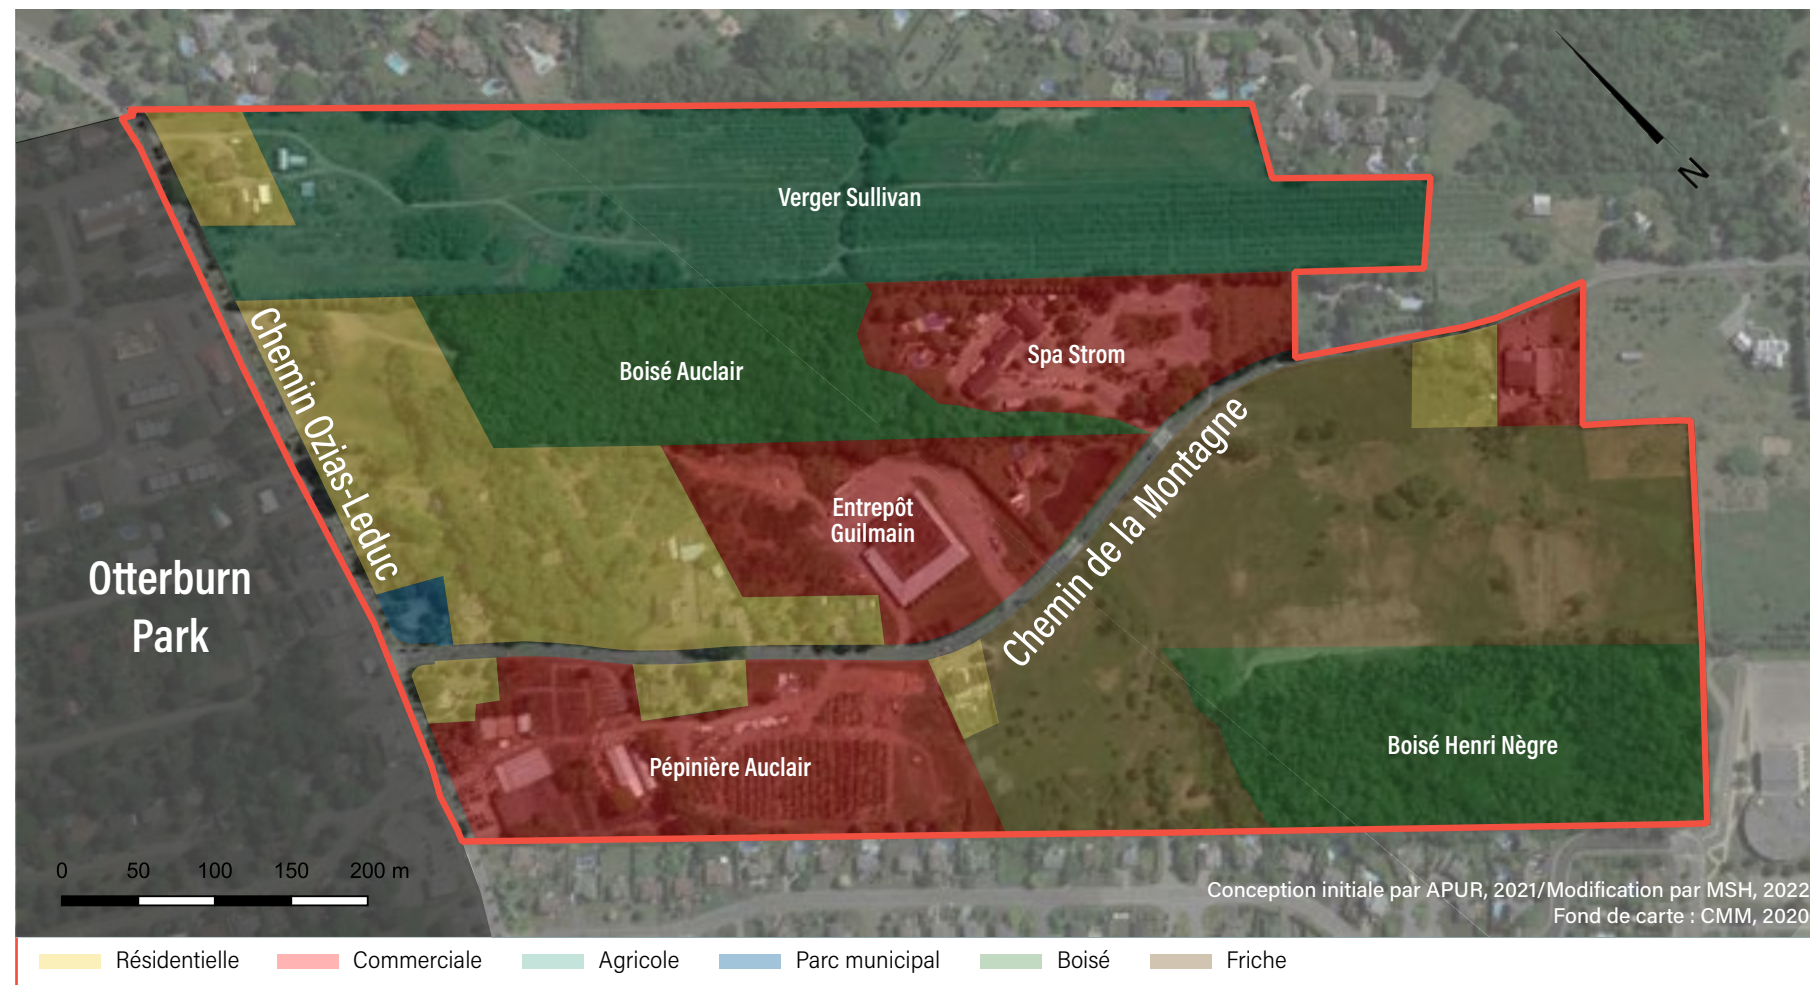 N
Verger Sullivan
Chemin Ozias-Leduc
Boisé Auclair
Spa Strom
Entrepôt
Guilmain
Chemin de la Montagne
Otterburn
Park
Pépinière Auclair
Boisé Henri Nègre
0 50 100 150 200 m
Conception initiale par APUR, 2021/Modification par MSH, 2022
Fond de carte : CMM, 2020
Résidentielle Commerciale Agricole Parc municipal Boisé Friche